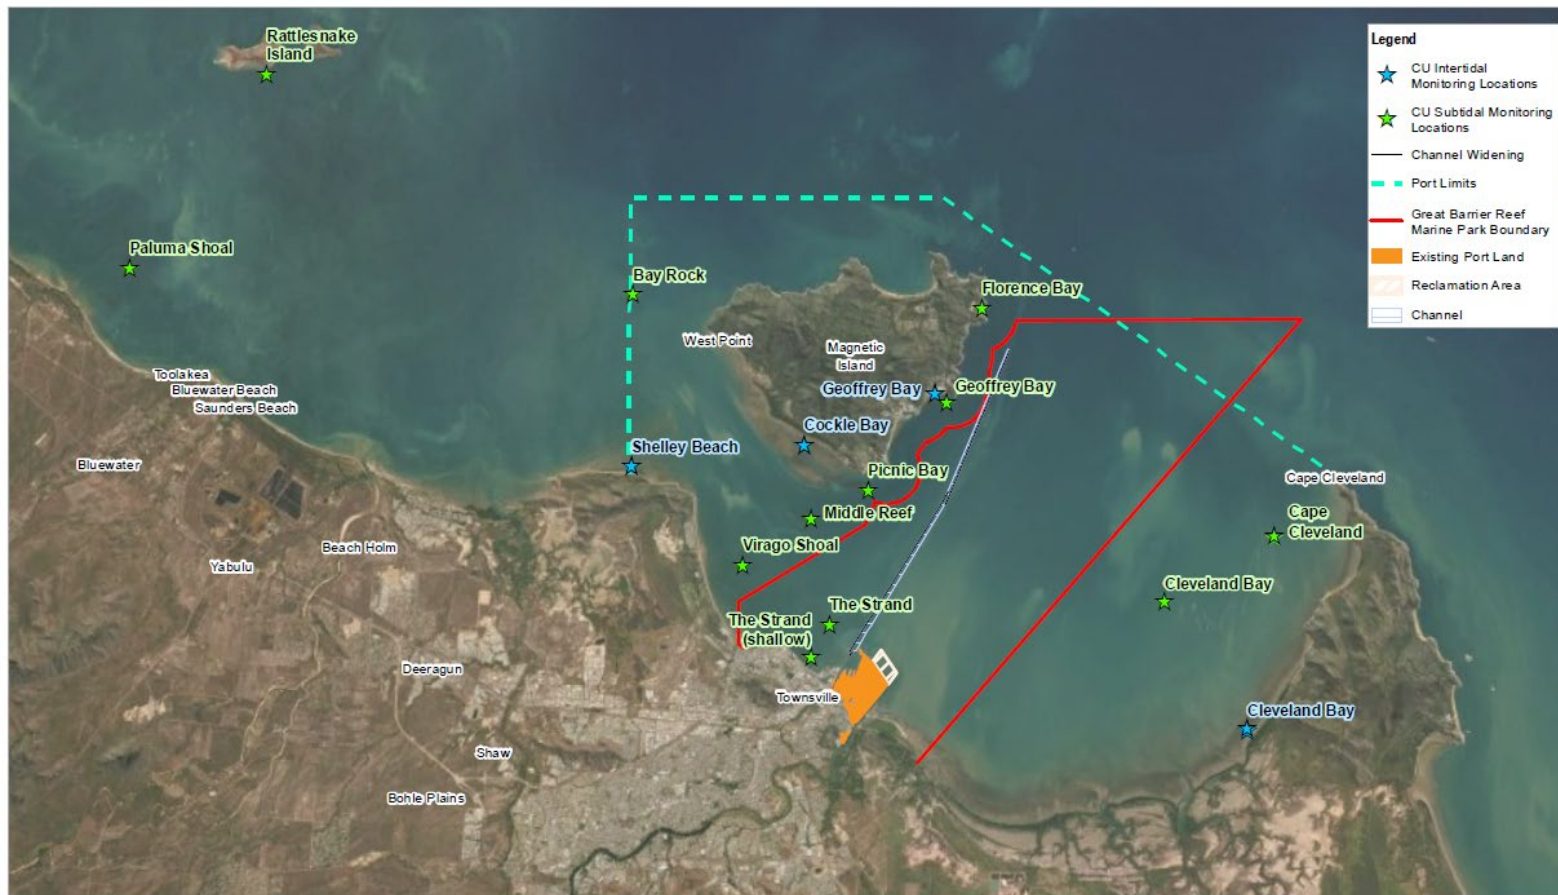 Rattlesnake
Island
Paluma Shoal
Bay Rock
Florence Bay
West Point
Magnetic
Island
Geoffrey Bay
Geoffrey Bay
Toolakea
Bluewater Beach
Saunders Beach
Cockle Bay
Shelley Beach
Bluewater
Picnic Bay
Cape Cleveland
Middle Reef
Cape
Cleveland
Virago Shoal
Beach Holm
Yabulu
Cleveland Bay
The Strand
The Strand
(shallow)
Deeragun
Townsville
Cleveland Bay
Shaw
Bohle Plains
Legend
CU Intertidal
Monitoring Locations
CU Subtidal Monitoring
Locations
Channel Widening
Port Limits
Great Barrier Reef
Marine Park Boundary
Existing Port Land
Reclamation Area
Channel